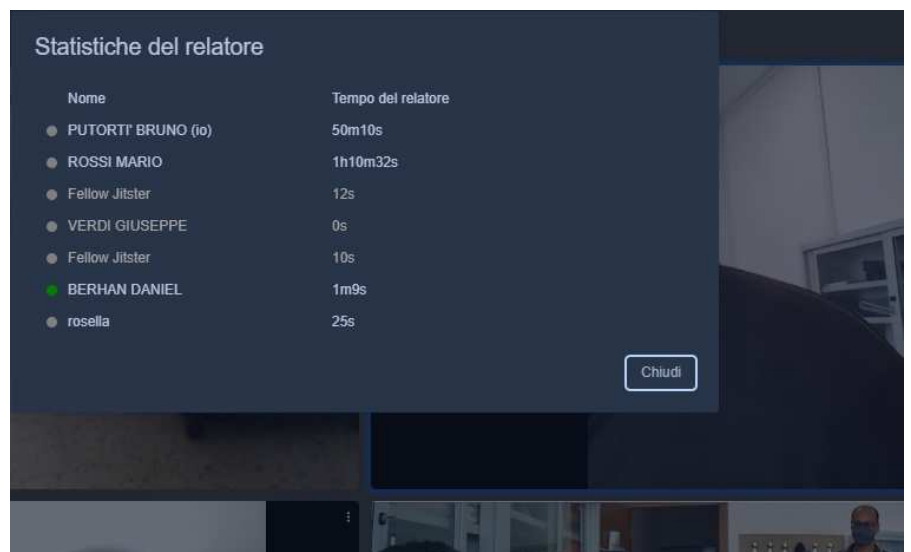 Statistiche del relatore
Nome Tempo del relatore
PUTORTI' BRUNO (io) 50m10s
ROSSI MARIO 1h10m32s
Fellow Jitster 12s
VERDI GIUSEPPE 0s
Fellow Jitster 10s
BERHAN DANIEL 1m9s
rosella 25s
Chiudi